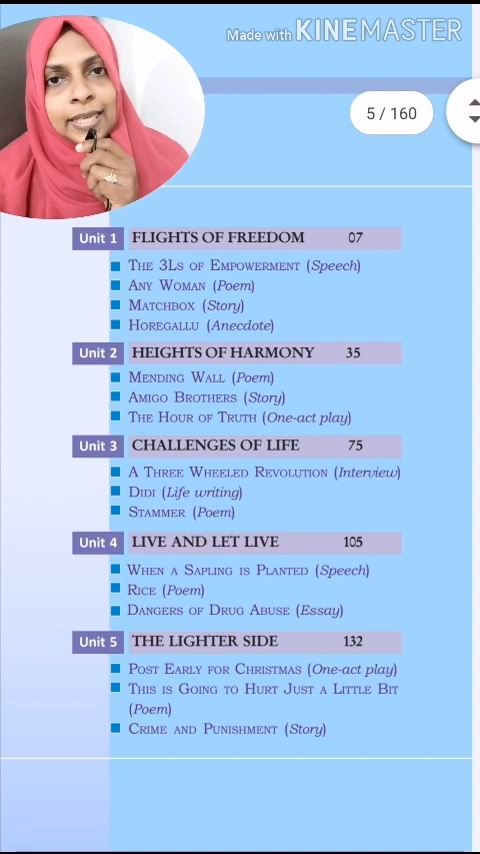 Made with KINEMASTER
5 / 160
Unit 1 FLIGHTS OF FREEDOM 07
THE 3LS OF EMPOWERMENT (Speech)
ANY WOMAN (Poem)
MATCHBOX (Story)
HOREGALLU (Anecdote)
Unit 2 HEIGHTS OF HARMONY 35
MENDING WALL (Poem)
AMIGO BROTHERS (Story)
THE HOUR OF TRUTH (One-act play)
Unit 3 CHALLENGES OF LIFE 75
A THREE WHEELED REVOLUTION (Interview)
DIDI (Life writing)
STAMMER (Poem)
Unit 4 LIVE AND LET LIVE 105
WHEN A SAPLING IS PLANTED (Speech)
RICE (Poem)
DANGERS OF DRUG ABUSE (Essay)
Unit 5 THE LIGHTER SIDE 132
POST EARLY FOR CHRISTMAS (One-act play)
THIS IS GOING TO HURT JUST A LITTLE BIT
(Poem)
CRIME AND PUNISHMENT (Story)